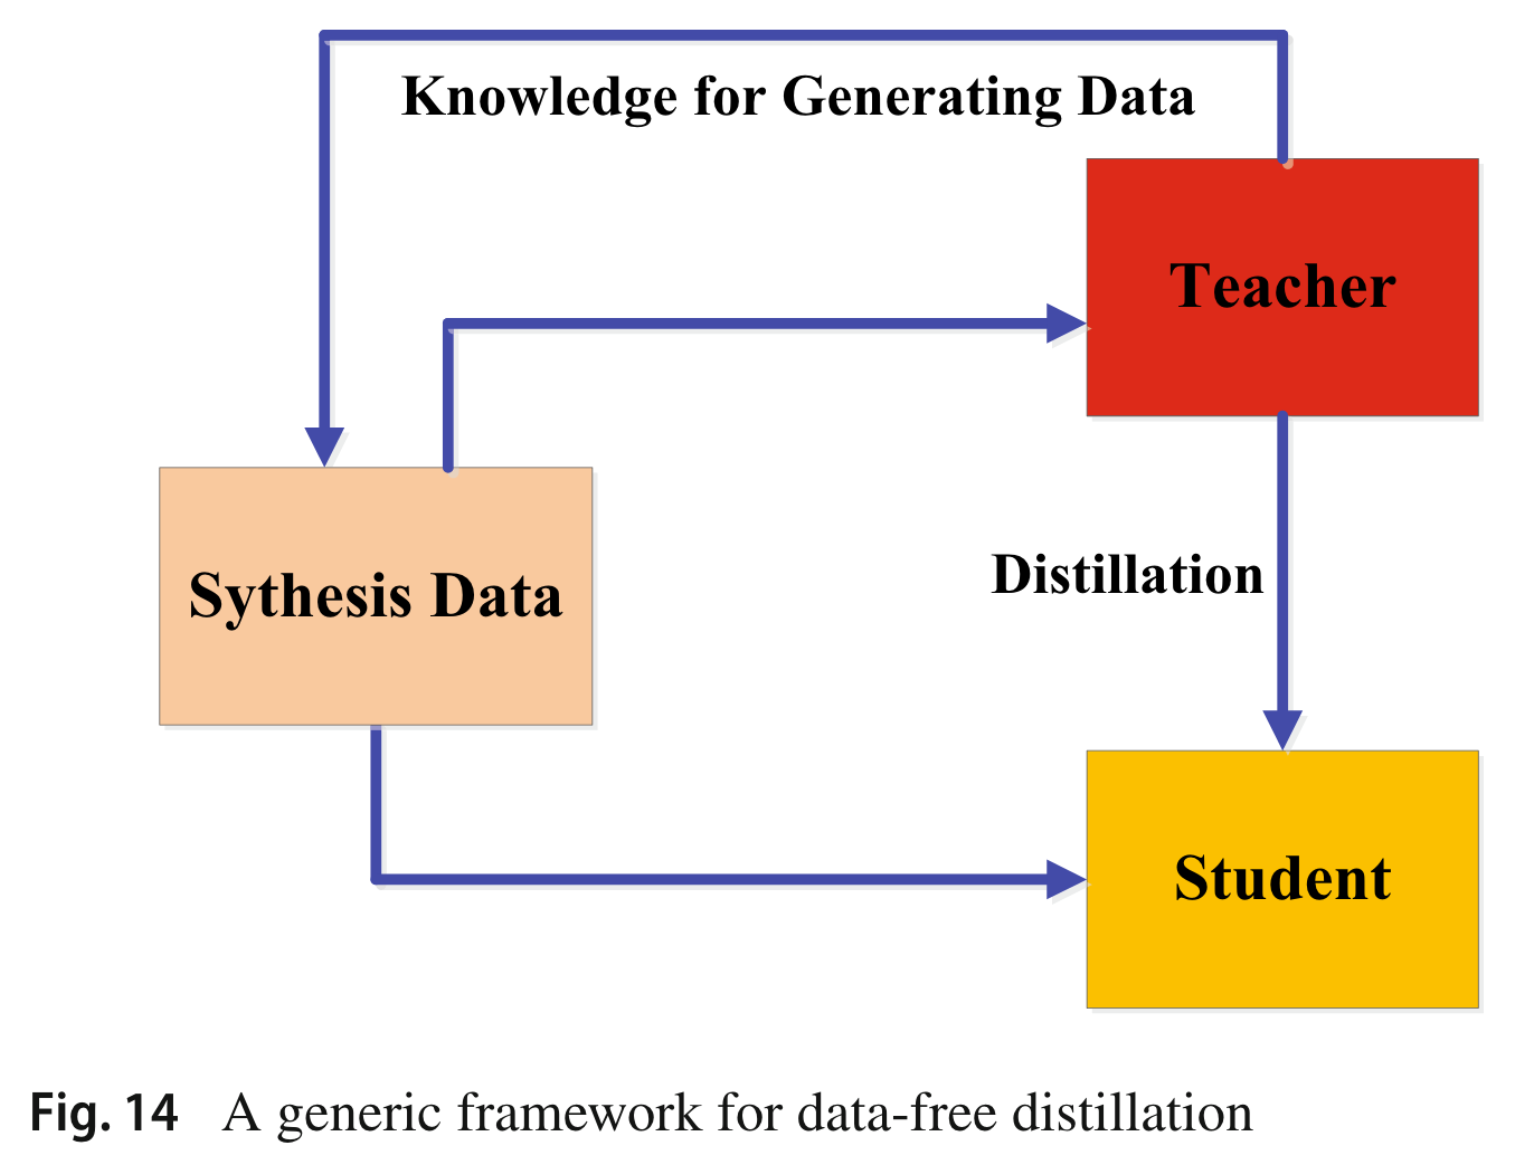 Knowledge for Generating Data
Teacher
Sythesis Data
Distillation
Student
Fig. 14 A generic framework for data-free distillation